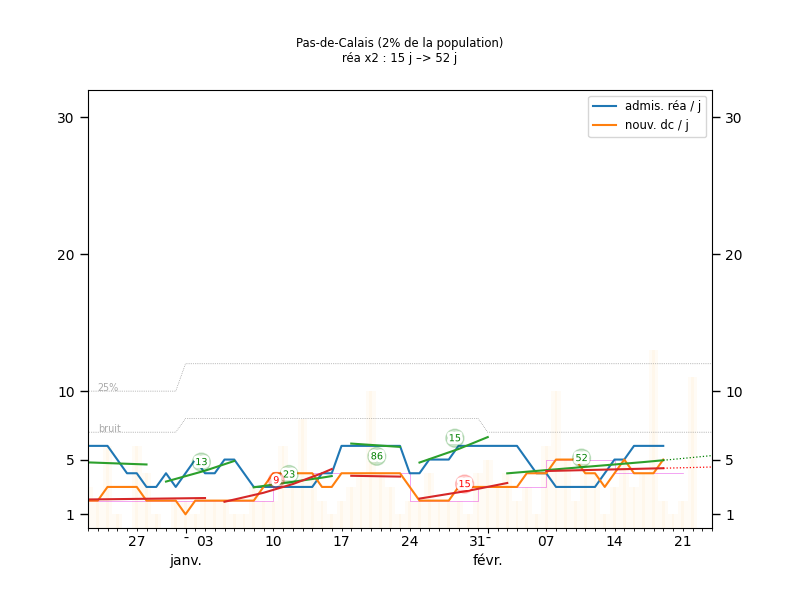 Pas-de-Calais (2% de la population)
réa x2 : 15 j –> 52 j
admis. réa / j
nouv. dc / j
30 30
20 20
25%
10 10
bruit
15
13 86 52
5 5
23
9 15
1 1
27 - 03 10 17 24 31 - 07 14 21
janv. févr.